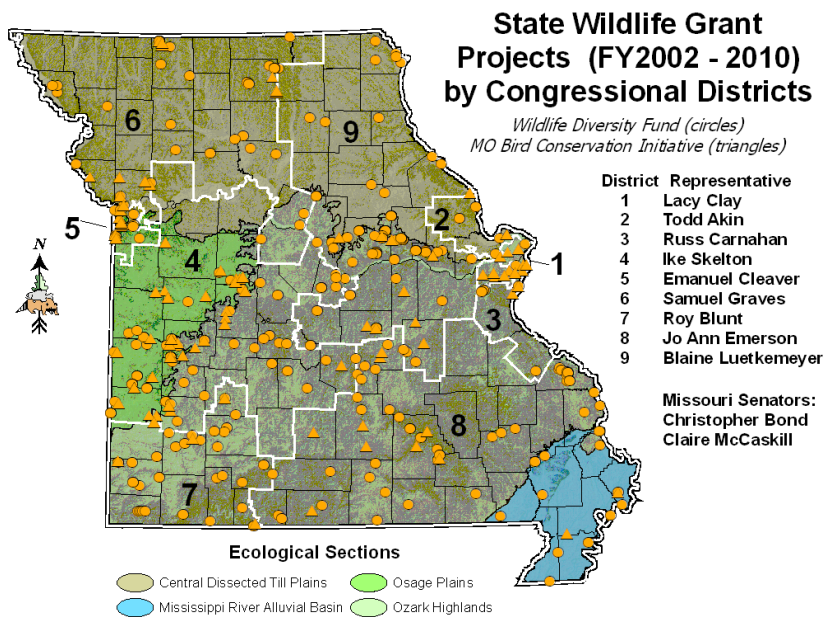 State Wildlife Grant
Projects (FY2002 - 2010)
by Congressional Districts
Wildlife Diversity Fund (circles)
MO Bird Conservation Initiative (triangles)
District Representative
1 Lacy Clay
2 Todd Akin
3 Russ Carnahan
4 Ike Skelton
5 Emanuel Cleaver
6 Samuel Graves
7 Roy Blunt
8 Jo Ann Emerson
9 Blaine Luetkemeyer
Missouri Senators:
Christopher Bond
Claire McCaskill
6
9
2
5
4
1
N
3
8
7
Ecological Sections
Central Dissected Till Plains
Osage Plains
Mississippi River Alluvial Basin
Ozark Highlands